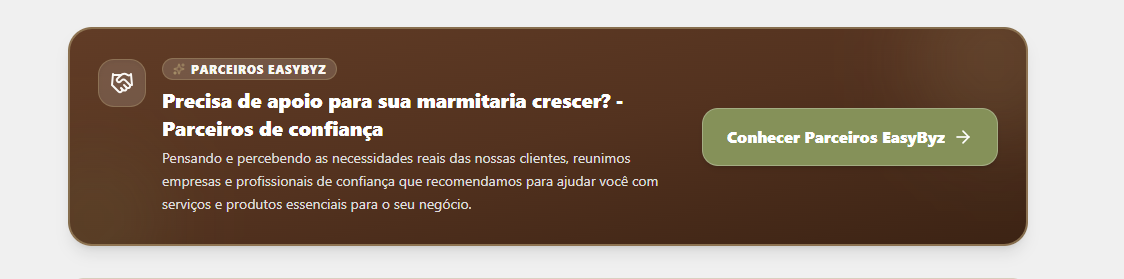 PARCEIROS EASYBYZ
Precisa de apoio para sua marmitaria crescer? -
Parceiros de confiança
Pensando e percebendo as necessidades reais das nossas clientes, reunimos
empresas e profissionais de confiança que recomendamos para ajudar você com
serviços e produtos essenciais para o seu negócio.
Conhecer Parceiros EasyByz →